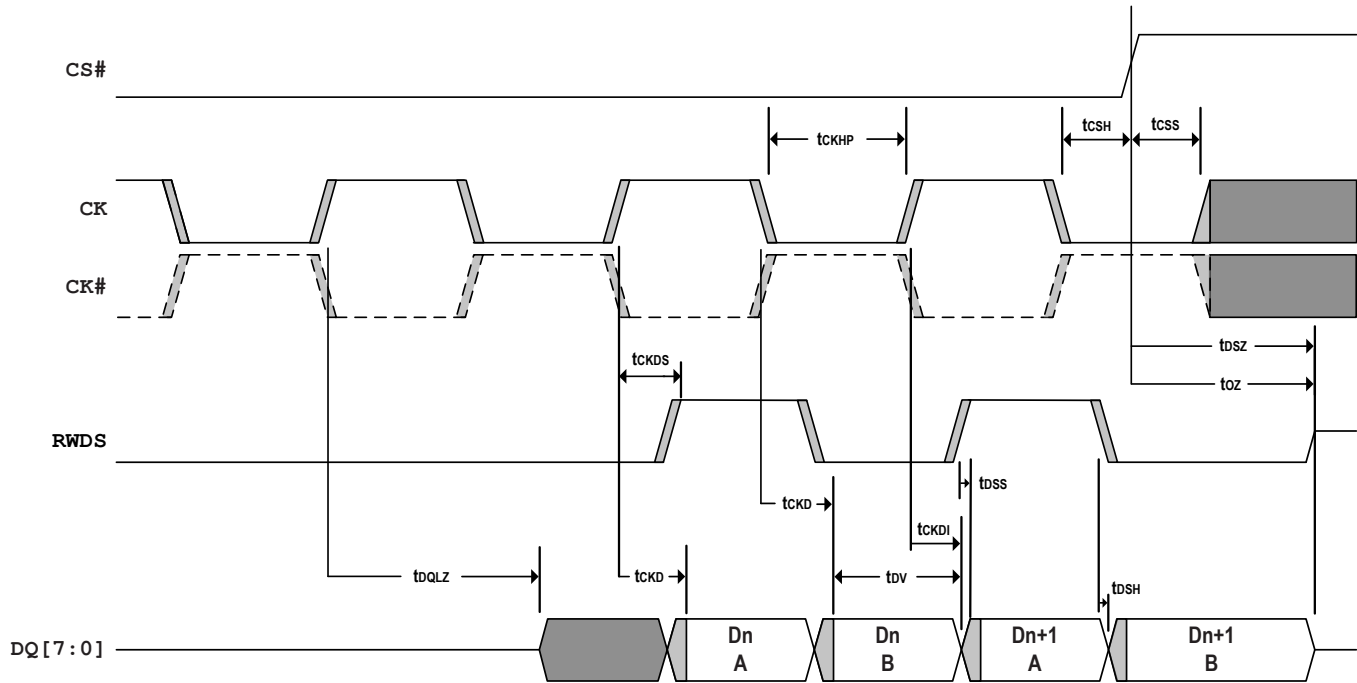 CS#
tCKHP
tCSH
tCSS
CK
CK#
tDSZ
tCKDS
tOZ
RWDS
tDSS
tCKD
tCKDI
tDQLZ
tCKD
tDV
tDSH
DQ[7:0]
Dn
A
Dn
B
Dn+1
A
Dn+1
B